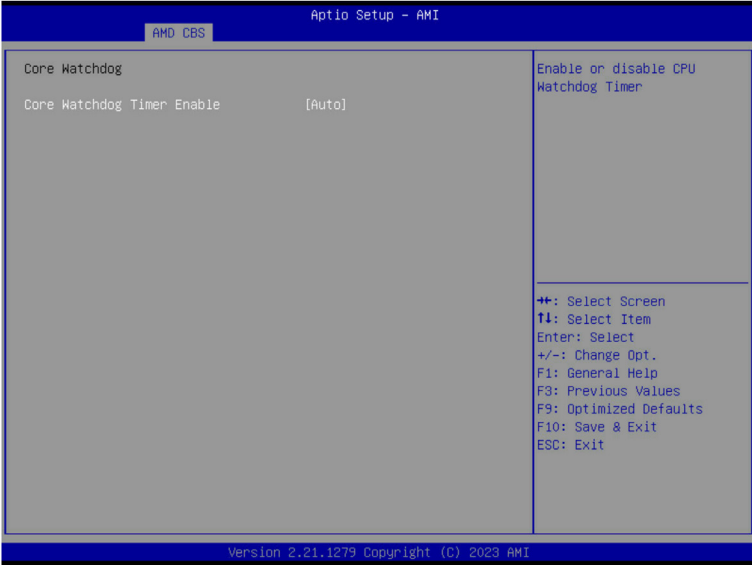 Aptio Setup – AMI
AMD CBS
Core Watchdog
Core Watchdog Timer Enable [Auto]
Enable or disable CPU
Watchdog Timer
→←: Select Screen
↑↓: Select Item
Enter: Select
+/-: Change Opt.
F1: General Help
F3: Previous Values
F9: Optimized Defaults
F10: Save & Exit
ESC: Exit
Version 2.21.1279 Copyright (C) 2023 AMI